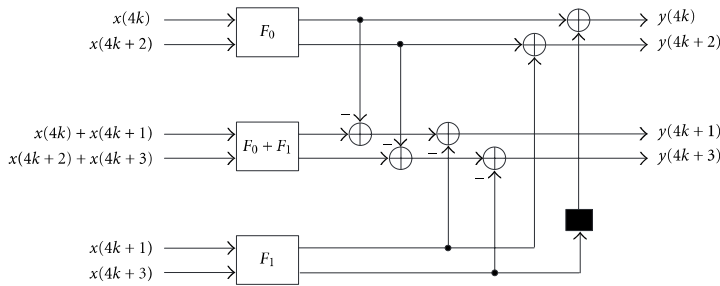 x(4k) F₀ y(4k)
x(4k + 2) y(4k + 2)
−
x(4k) + x(4k + 1) F₀ + F₁ − y(4k + 1)
x(4k + 2) + x(4k + 3) − − y(4k + 3)
x(4k + 1) F₁
x(4k + 3)